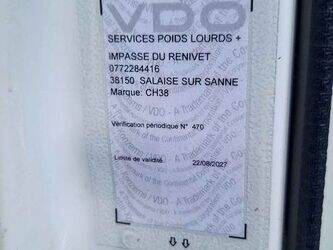 VDO
SERVICES POIDS LOURDS +
IMPASSE DU RENIVET
0772284416
38150 SALAISE SUR SANNE
Marque: CH38
Vérification périodique N° 470
Limite de validité 22/08/2027